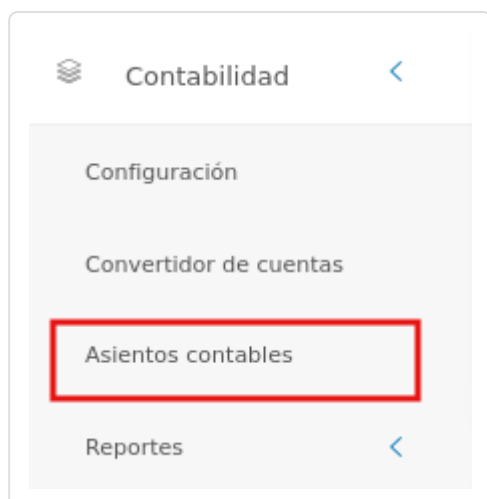 Contabilidad
Configuración
Convertidor de cuentas
Asientos contables
Reportes